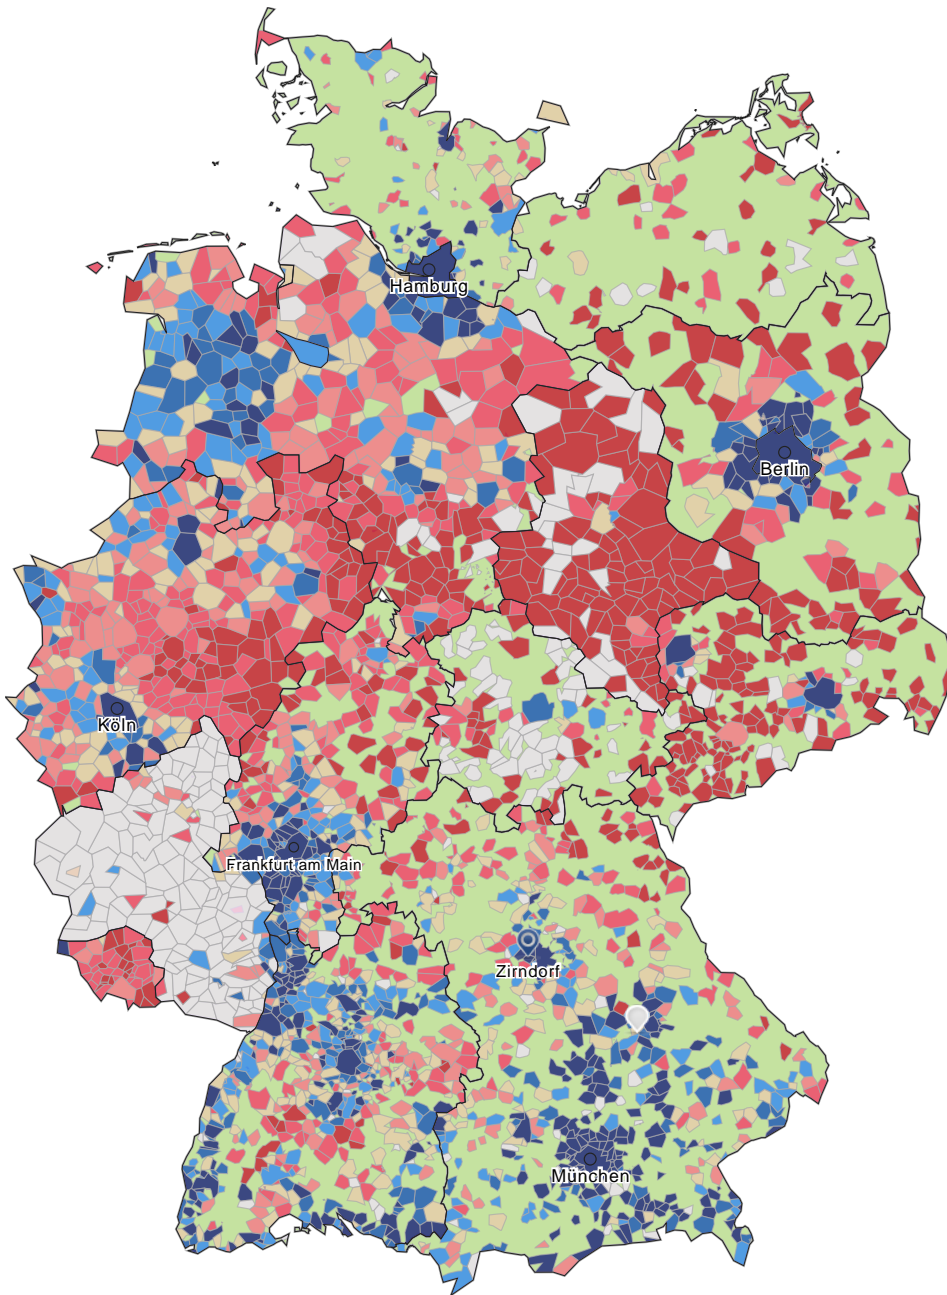 Hamburg
Berlin
Köln
Frankfurt am Main
Zirndorf
München